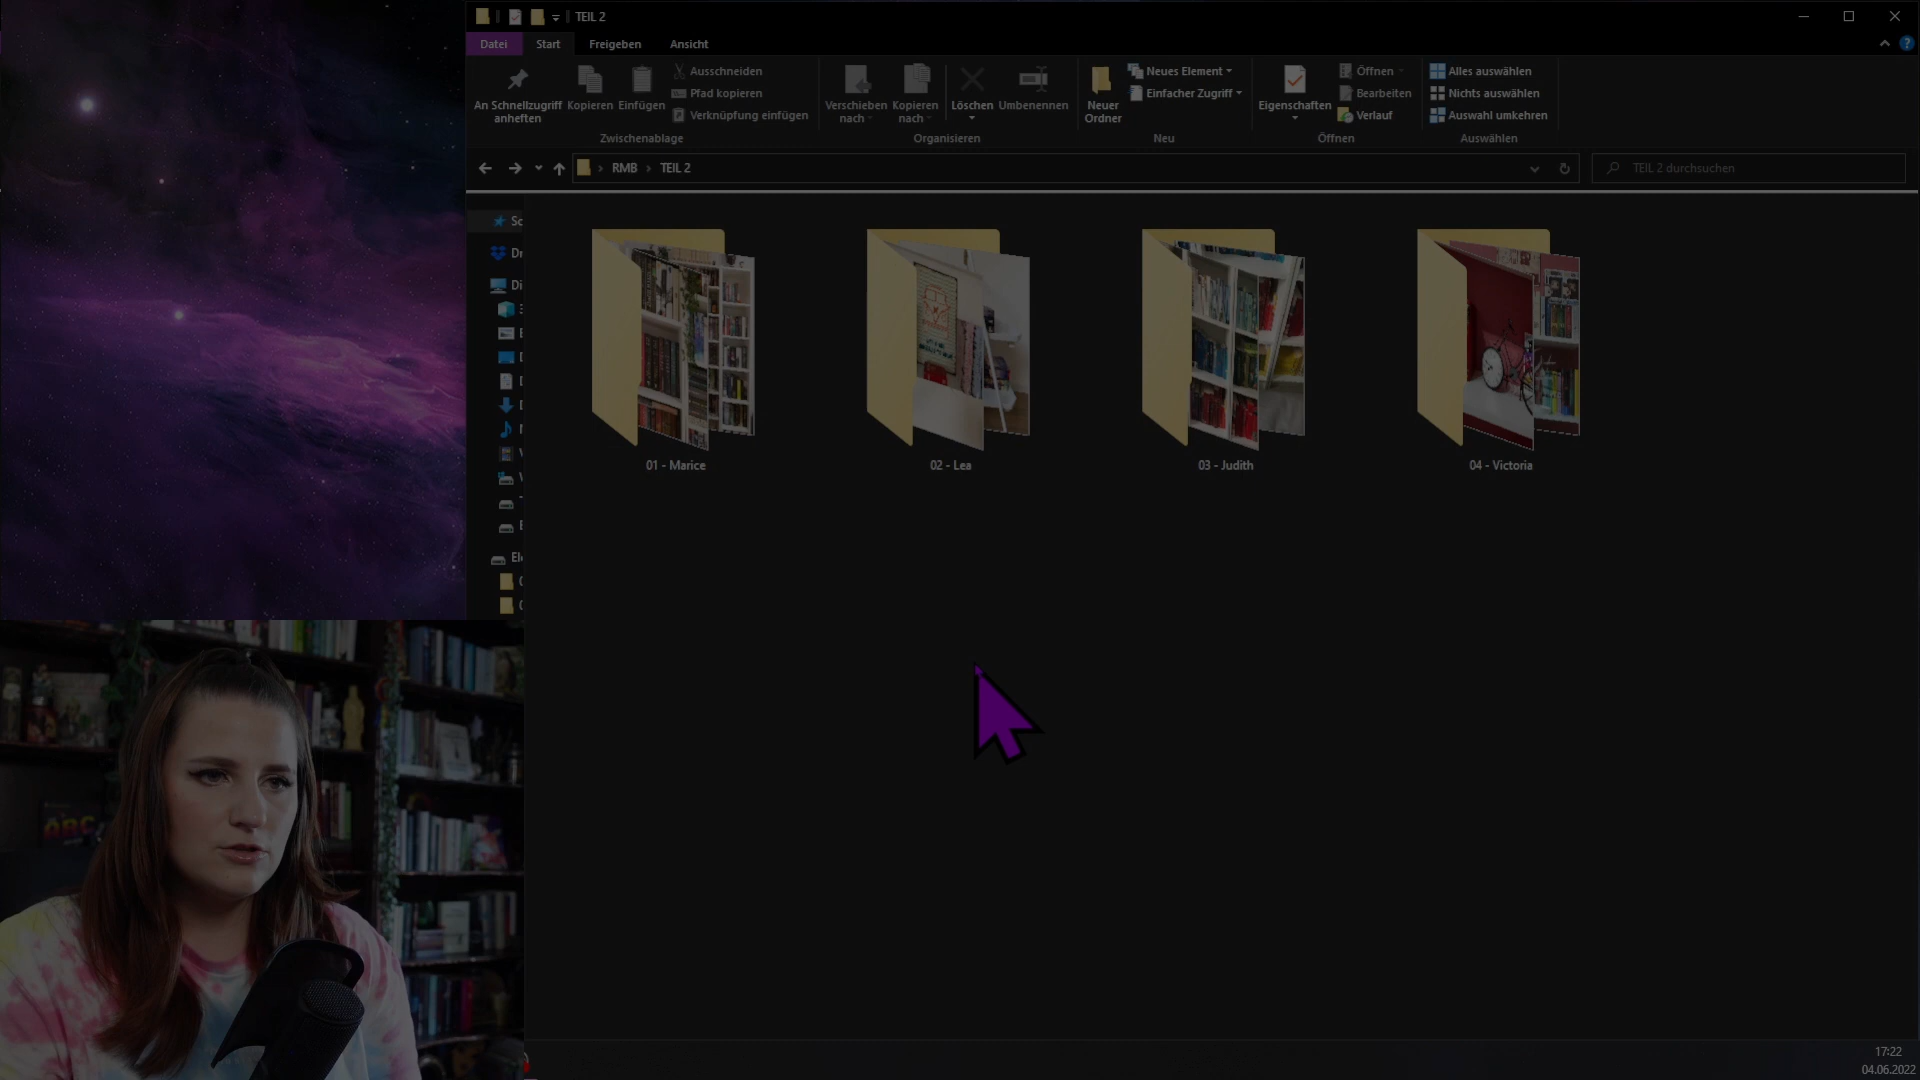 TEIL 2
Datei Start Freigeben Ansicht
An Schnellzugriff anheften
Kopieren
Einfügen
Ausschneiden
Pfad kopieren
Verknüpfung einfügen
Zwischenablage
Verschieben nach
Kopieren nach
Löschen
Umbenennen
Organisieren
Neuer Ordner
Neues Element
Einfacher Zugriff
Neu
Eigenschaften
Öffnen
Bearbeiten
Verlauf
Öffnen
Alles auswählen
Nichts auswählen
Auswahl umkehren
Auswählen
RMB TEIL 2
TEIL 2 durchsuchen
Sc
Dr
Di
01 - Marice
02 - Lea
03 - Judith
04 - Victoria
17:22
04.06.2022